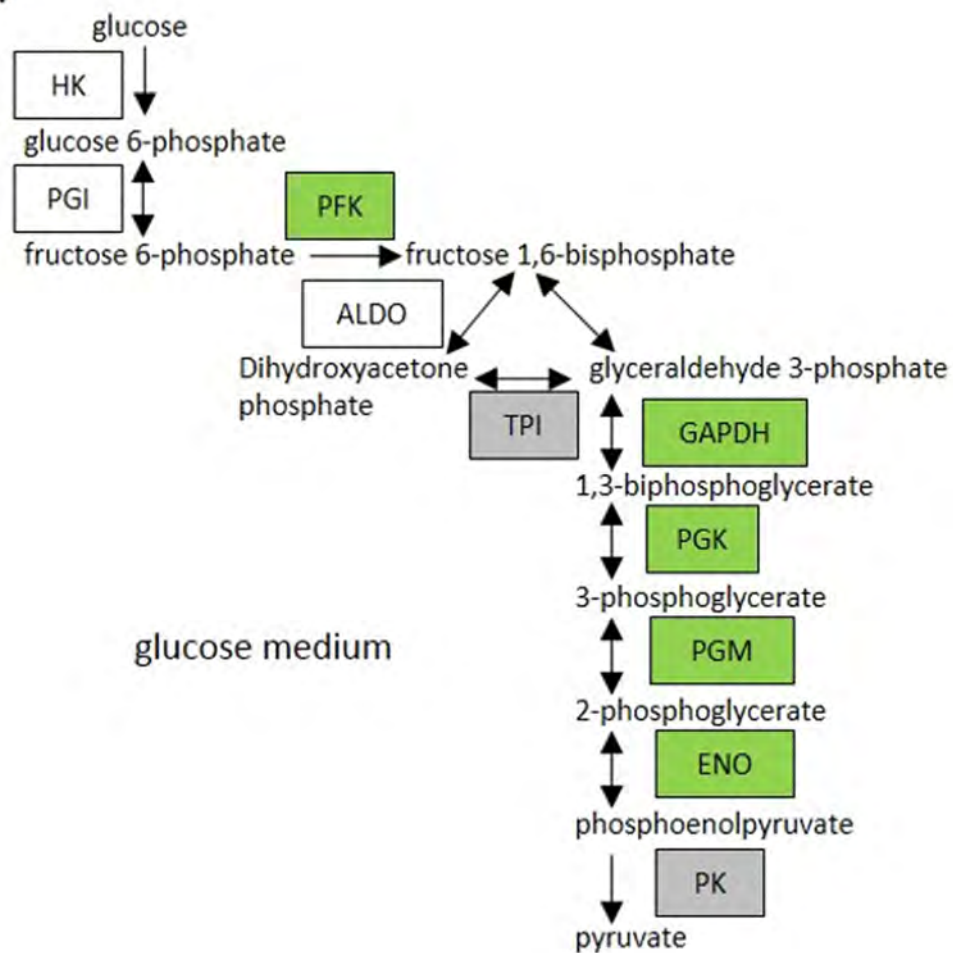 glucose
HK
glucose 6-phosphate
PGI
PFK
fructose 6-phosphate
fructose 1,6-bisphosphate
ALDO
Dihydroxyacetone
phosphate
glyceraldehyde 3-phosphate
TPI
GAPDH
1,3-biphosphoglycerate
PGK
3-phosphoglycerate
glucose medium
PGM
2-phosphoglycerate
ENO
phosphoenolpyruvate
PK
pyruvate